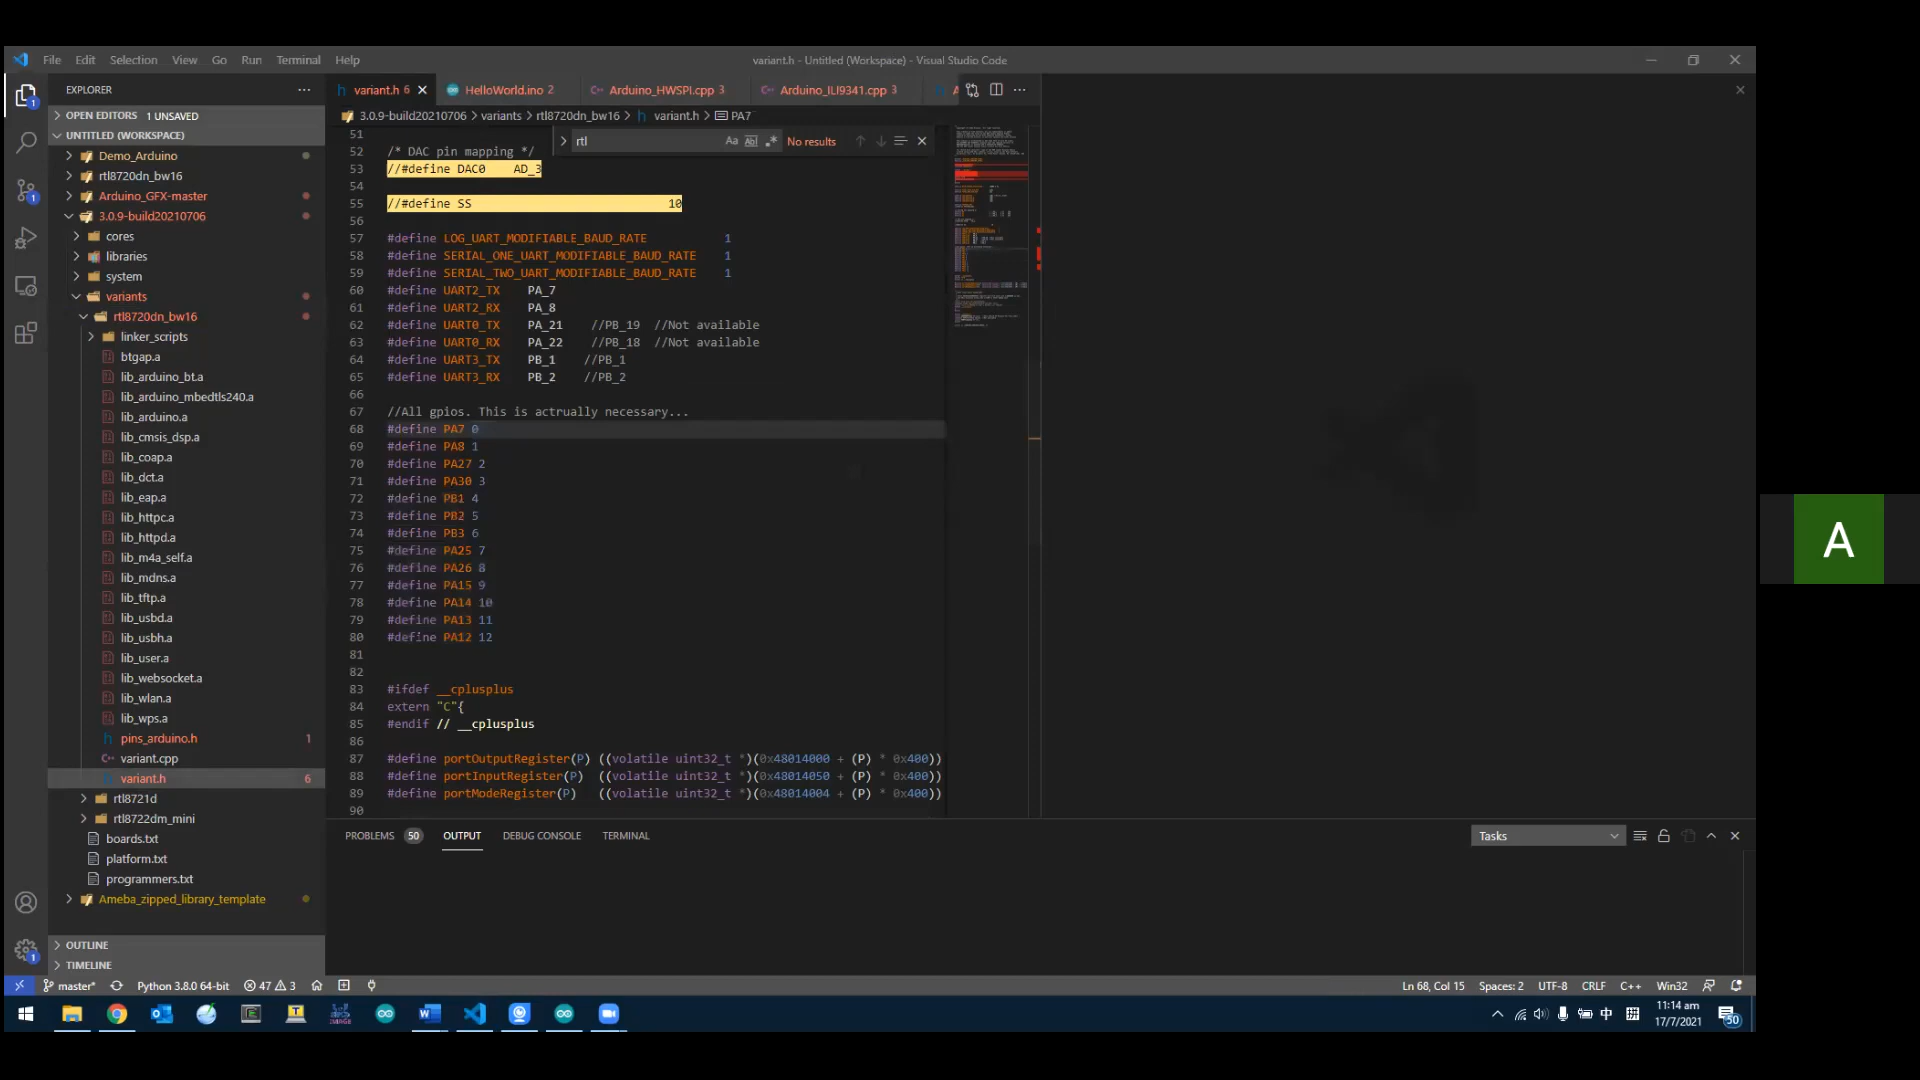 File Edit Selection View Go Run Terminal Help
variant.h - Untitled (Workspace) - Visual Studio Code
EXPLORER
OPEN EDITORS 1 UNSAVED
UNTITLED (WORKSPACE)
Demo_Arduino
rtl8720dn_bw16
Arduino_GFX-master
3.0.9-build20210706
cores
libraries
system
variants
rtl8720dn_bw16
linker_scripts
btgap.a
lib_arduino_bt.a
lib_arduino_mbedtls240.a
lib_arduino.a
lib_cmsis_dsp.a
lib_coap.a
lib_dct.a
lib_eap.a
lib_httpc.a
lib_httpd.a
lib_m4a_self.a
lib_mdns.a
lib_tftp.a
lib_usbd.a
lib_usbh.a
lib_user.a
lib_websocket.a
lib_wlan.a
lib_wps.a
pins_arduino.h 1
variant.cpp
variant.h 6
rtl8721d
rtl8722dm_mini
boards.txt
platform.txt
programmers.txt
Ameba_zipped_library_template
OUTLINE
TIMELINE
variant.h 6 HelloWorld.ino 2 Arduino_HWSPI.cpp 3 Arduino_ILI9341.cpp 3
3.0.9-build20210706 > variants > rtl8720dn_bw16 > variant.h > PA7
rtl Aa Abl No results
51
52 /* DAC pin mapping */
53 //#define DAC0 AD_3
54
55 //#define SS 10
56
57 #define LOG_UART_MODIFIABLE_BAUD_RATE 1
58 #define SERIAL_ONE_UART_MODIFIABLE_BAUD_RATE 1
59 #define SERIAL_TWO_UART_MODIFIABLE_BAUD_RATE 1
60 #define UART2_TX PA_7
61 #define UART2_RX PA_8
62 #define UART0_TX PA_21 //PB_19 //Not available
63 #define UART0_RX PA_22 //PB_18 //Not available
64 #define UART3_TX PB_1 //PB_1
65 #define UART3_RX PB_2 //PB_2
66
67 //All gpios. This is actrually necessary...
68 #define PA7 0
69 #define PA8 1
70 #define PA27 2
71 #define PA30 3
72 #define PB1 4
73 #define PB2 5
74 #define PB3 6
75 #define PA25 7
76 #define PA26 8
77 #define PA15 9
78 #define PA14 10
79 #define PA13 11
80 #define PA12 12
81
82
83 #ifdef __cplusplus
84 extern "C"{
85 #endif // __cplusplus
86
87 #define portOutputRegister(P) ((volatile uint32_t *)(0x48014000 + (P) * 0x400))
88 #define portInputRegister(P) ((volatile uint32_t *)(0x48014050 + (P) * 0x400))
89 #define portModeRegister(P) ((volatile uint32_t *)(0x48014004 + (P) * 0x400))
90
PROBLEMS 50 OUTPUT DEBUG CONSOLE TERMINAL Tasks
master* Python 3.8.0 64-bit 47 3 Ln 68, Col 15 Spaces: 2 UTF-8 CRLF C++ Win32
中 11:14 am
17/7/2021
50
A